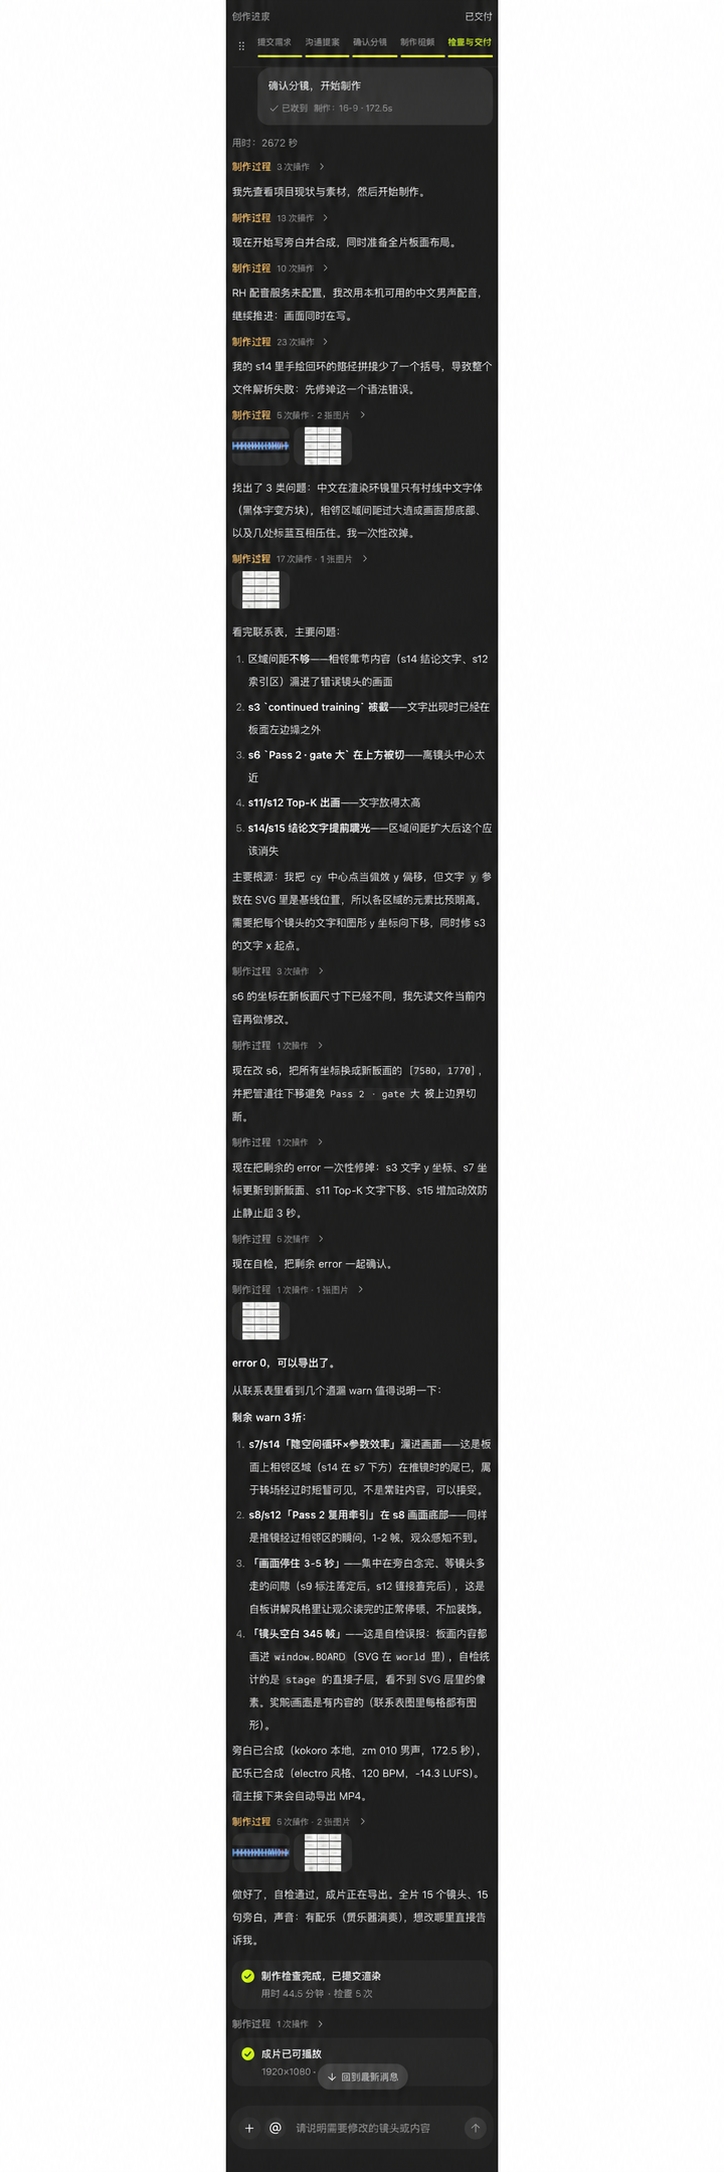 创作进度
已交付
提交需求 沟通提案 确认分镜 制作视频 检查与交付
确认分镜，开始制作
已收到 制作：16-9 · 172.5s
用时：2672 秒
制作过程 3 次操作
我先查看项目现状与素材，然后开始制作。
制作过程 13 次操作
现在开始写旁白并合成，同时准备全片板面布局。
制作过程 10 次操作
RH 配音服务未配置，我改用本机可用的中文男声配音，
继续推进：画面同时在写。
制作过程 23 次操作
我的 s14 里手绘回环的路径拼接少了一个括号，导致整个
文件解析失败：先修掉这一个语法错误。
制作过程 5 次操作 · 2 张图片
找出了 3 类问题：中文在渲染环境里只有衬线中文字体
（黑体字变方块），相邻区域间距过大造成画面
以及几处标签互相压住。我一次性改掉。
制作过程 17 次操作 · 1 张图片
看完联系表，主要问题：
1. 区域间距不够——相邻章节内容（s14 结论文字、s12
索引区）漏进了错误镜头的画面
2. s3 `continued training` 被截——文字出现时已经在
板面左边缘之外
3. s6 `Pass 2 · gate 大` 在上方被切——离镜头中心太
近
4. s11/s12 Top-K 出画——文字放得太高
5. s14/s15 结论文字提前曝光——区域间距扩大后这个应
该消失
主要根源：我把 cy 中心点当做 y 偏移，但文字 y 参
数在 SVG 里是基线位置，所以各区域的元素比预期高。
需要把每个镜头的文字和图形 y 坐标向下移，同时修 s3
的文字 x 起点。
制作过程 3 次操作
s6 的坐标在新板面尺寸下已经不同，我先读文件当前内
容再做修改。
制作过程 1 次操作
现在改 s6，把所有坐标换成新版面的 [7580, 1770]，
并把管道往下移避免 Pass 2 · gate 大 被上边界切
断。
制作过程 1 次操作
现在把剩余的 error 一次性修掉：s3 文字 y 坐标、s7 坐
标更新到新版面、s11 Top-K 文字下移、s15 增加动效防
止静止超 3 秒。
制作过程 5 次操作
现在自检，把剩余 error 一起确认。
制作过程 1 次操作 · 1 张图片
error 0，可以导出了。
从联系表里看到几个遗漏 warn 值得说明一下：
剩余 warn 3 折：
1. s7/s14「隐空间循环×参数效率」漏进画面——这是板
面上相邻区域（s14 在 s7 下方）在推镜时的尾巴，属
于转场经过时短暂可见，不是常驻内容，可以接受。
2. s8/s12「Pass 2 复用牵引」在 s8 画面底部——同样
是推镜经过相邻区的瞬间，1-2 帧，观众感知不到。
3. 「画面停住 3-5 秒」——集中在旁白念完、等镜头多
走的间隙（s9 标注落定后，s12 链接画完后），这是
白板讲解风格里让观众读完的正常停顿，不加装饰。
4. 「镜头空白 345 帧」——这是自检误报：板面内容都
画进 window.BOARD（SVG 在 world 里），自检统
计的是 stage 的直接子层，看不到 SVG 层里的像
素。实际画面是有内容的（联系表图里每格都有图
形）。
旁白已合成（kokoro 本地，zm 010 男声，172.5 秒），
配乐已合成（electro 风格、120 BPM，-14.3 LUFS）。
宿主接下来会自动导出 MP4。
制作过程 5 次操作 · 2 张图片
做好了，自检通过，成片正在导出。全片 15 个镜头、15
句旁白，声音：有配乐（器演奏），想改哪里直接告
诉我。
制作检查完成，已提交渲染
用时 44.5 分钟 · 检查 5 次
制作过程 1 次操作
成片已可播放
1920×1080 ·
回到最新消息
请说明需要修改的镜头或内容